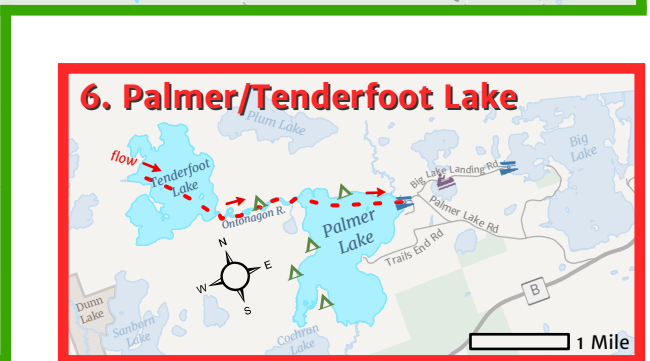 6. Palmer/Tenderfoot Lake
Plum Lake
flow
Tenderfoot
Lake
Big
Lake
Big Lake Landing Rd
Ontonagon R.
Palmer
Lake
Palmer Lake Rd
Trails End Rd
N
W
E
S
B
Dunn
Lake
Sanborn
Lake
Cochran
Lake
1 Mile